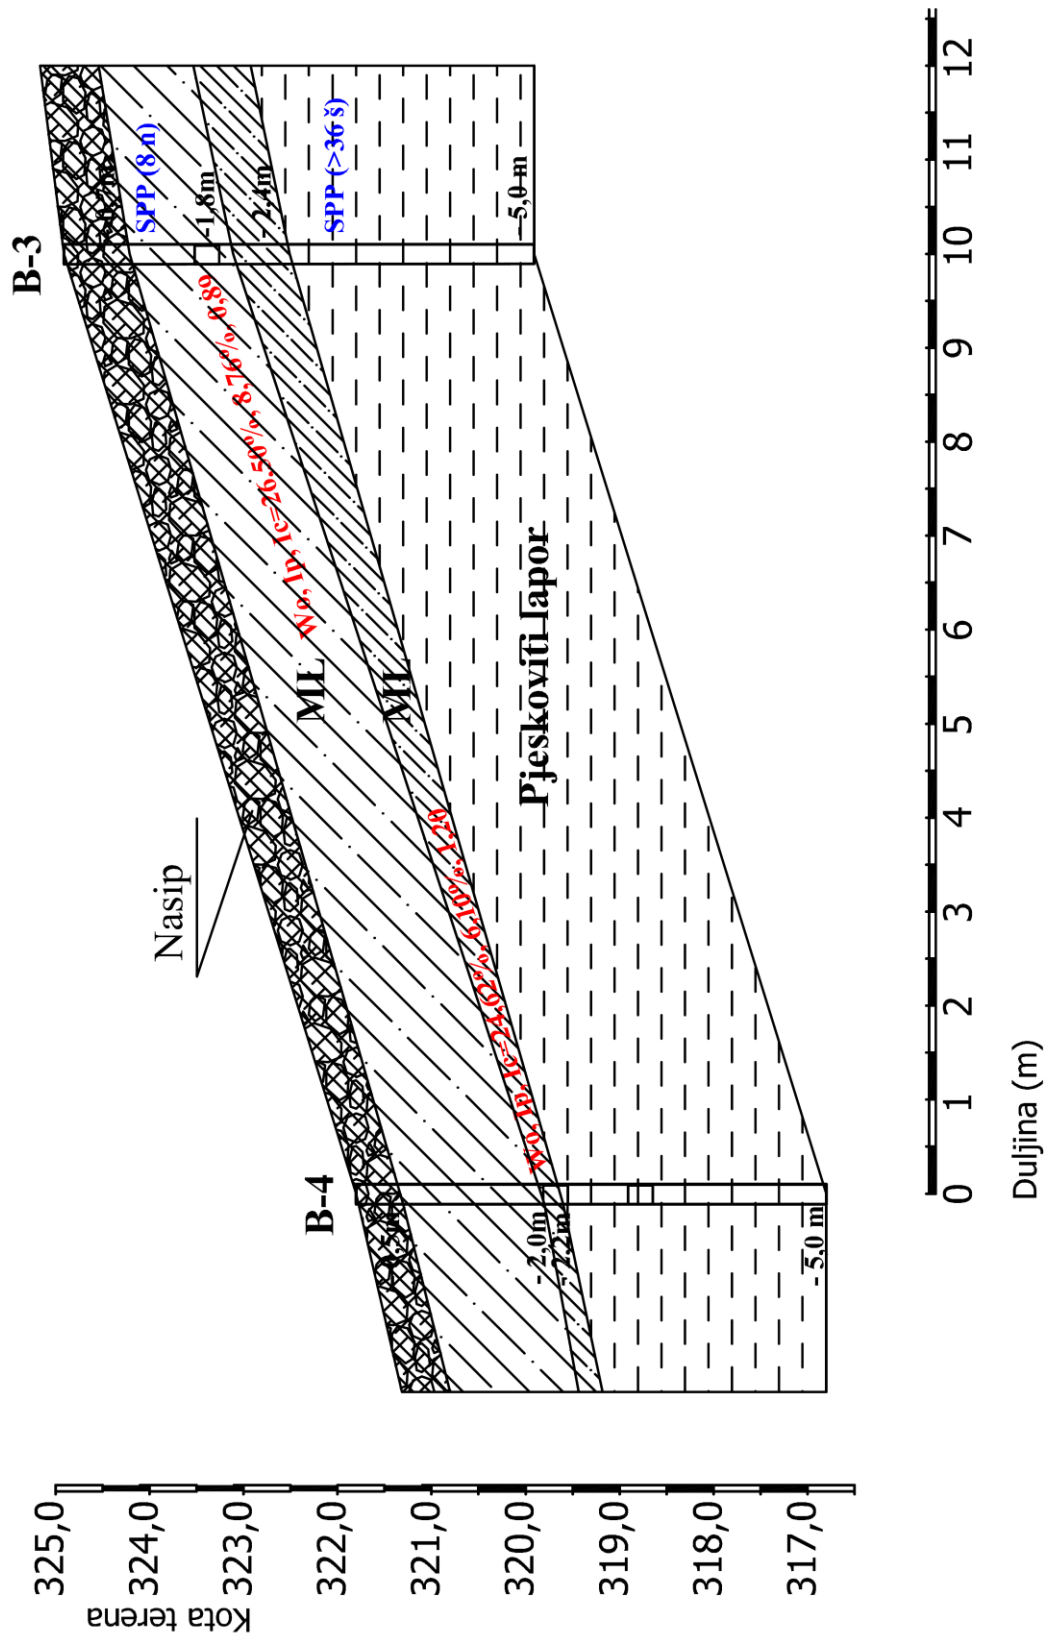 B-3
B-4
Nasip
SPP (8 n)
-1,8m
-2,4m
SPP (>36 š)
-5,0 m
Wo, Ip, Ic=26.50%, 8,76%, 0,89
ML
ML
Wo, Ip, Ic=24,62%, 6,10%, 1,20
Pjeskoviti lapor
- 2,0m
- 2,2m
- 5,0 m
Kota terena
325,0
324,0
323,0
322,0
321,0
320,0
319,0
318,0
317,0
0 1 2 3 4 5 6 7 8 9 10 11 12
Duljina (m)